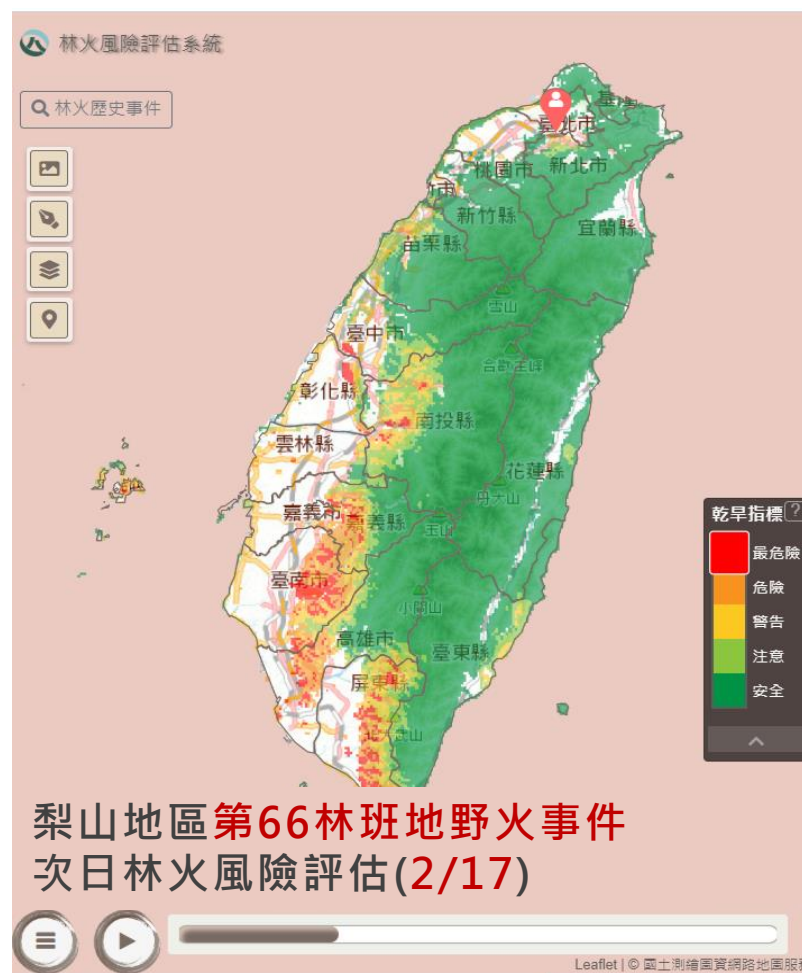 林火風險評估系統
林火歷史事件
臺北市
桃園市
新北市
新竹縣
宜蘭縣
苗栗縣
雪山
臺中市
合歡主峰
彰化縣
南投縣
雲林縣
花蓮縣
丹大山
嘉義市
嘉義縣
玉山
臺南市
小關山
高雄市
臺東縣
屏東縣
北大武山
乾旱指標 ?
最危險
危險
警告
注意
安全
梨山地區第66林班地野火事件
次日林火風險評估(2/17)
Leaflet | © 國土測繪圖資網路地圖服務